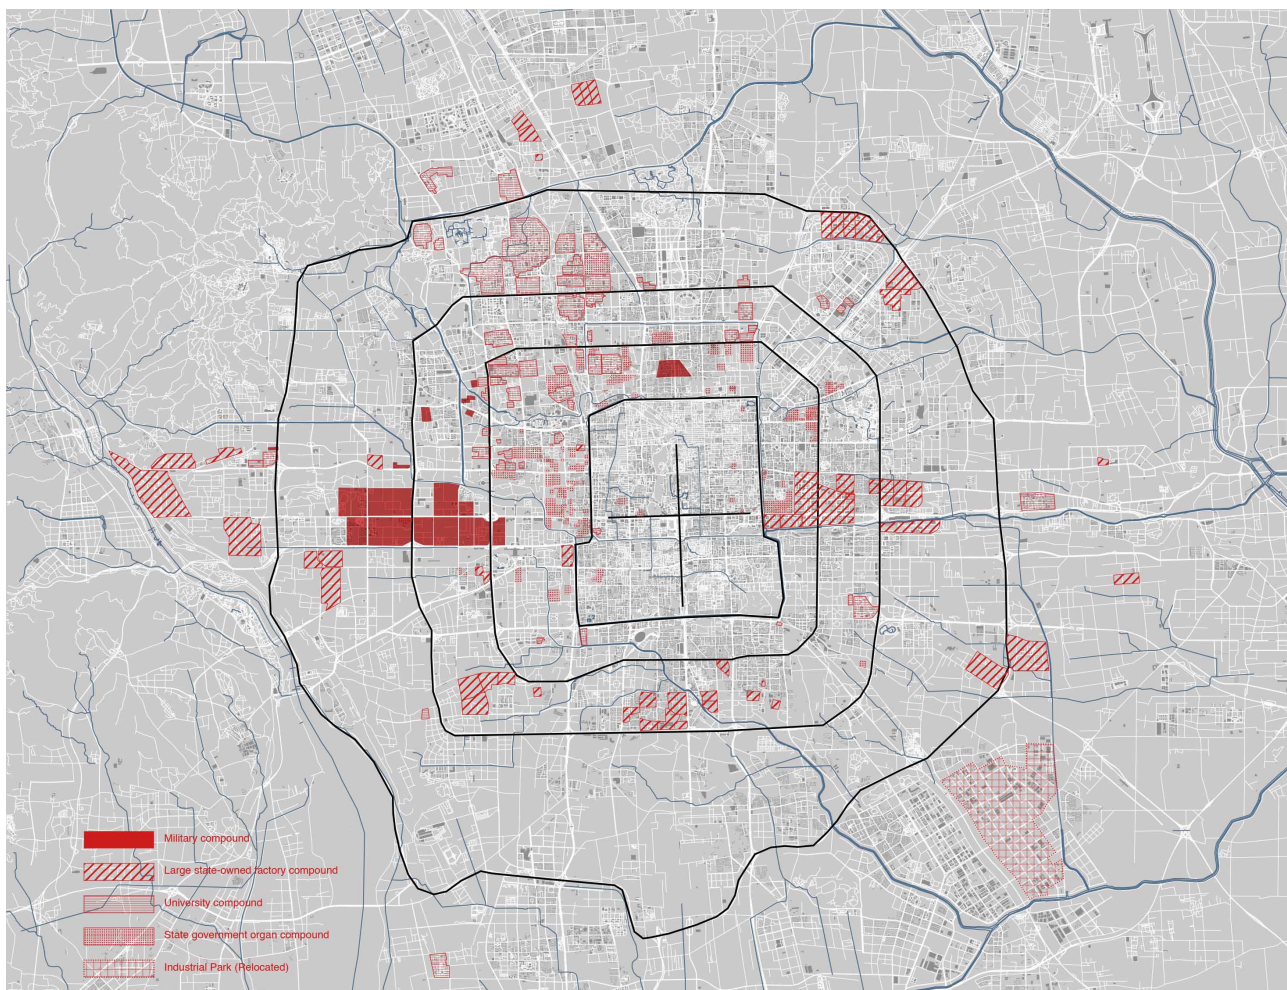 Military compound
Large state-owned factory compound
University compound
State government organ compound
Industrial Park (Relocated)